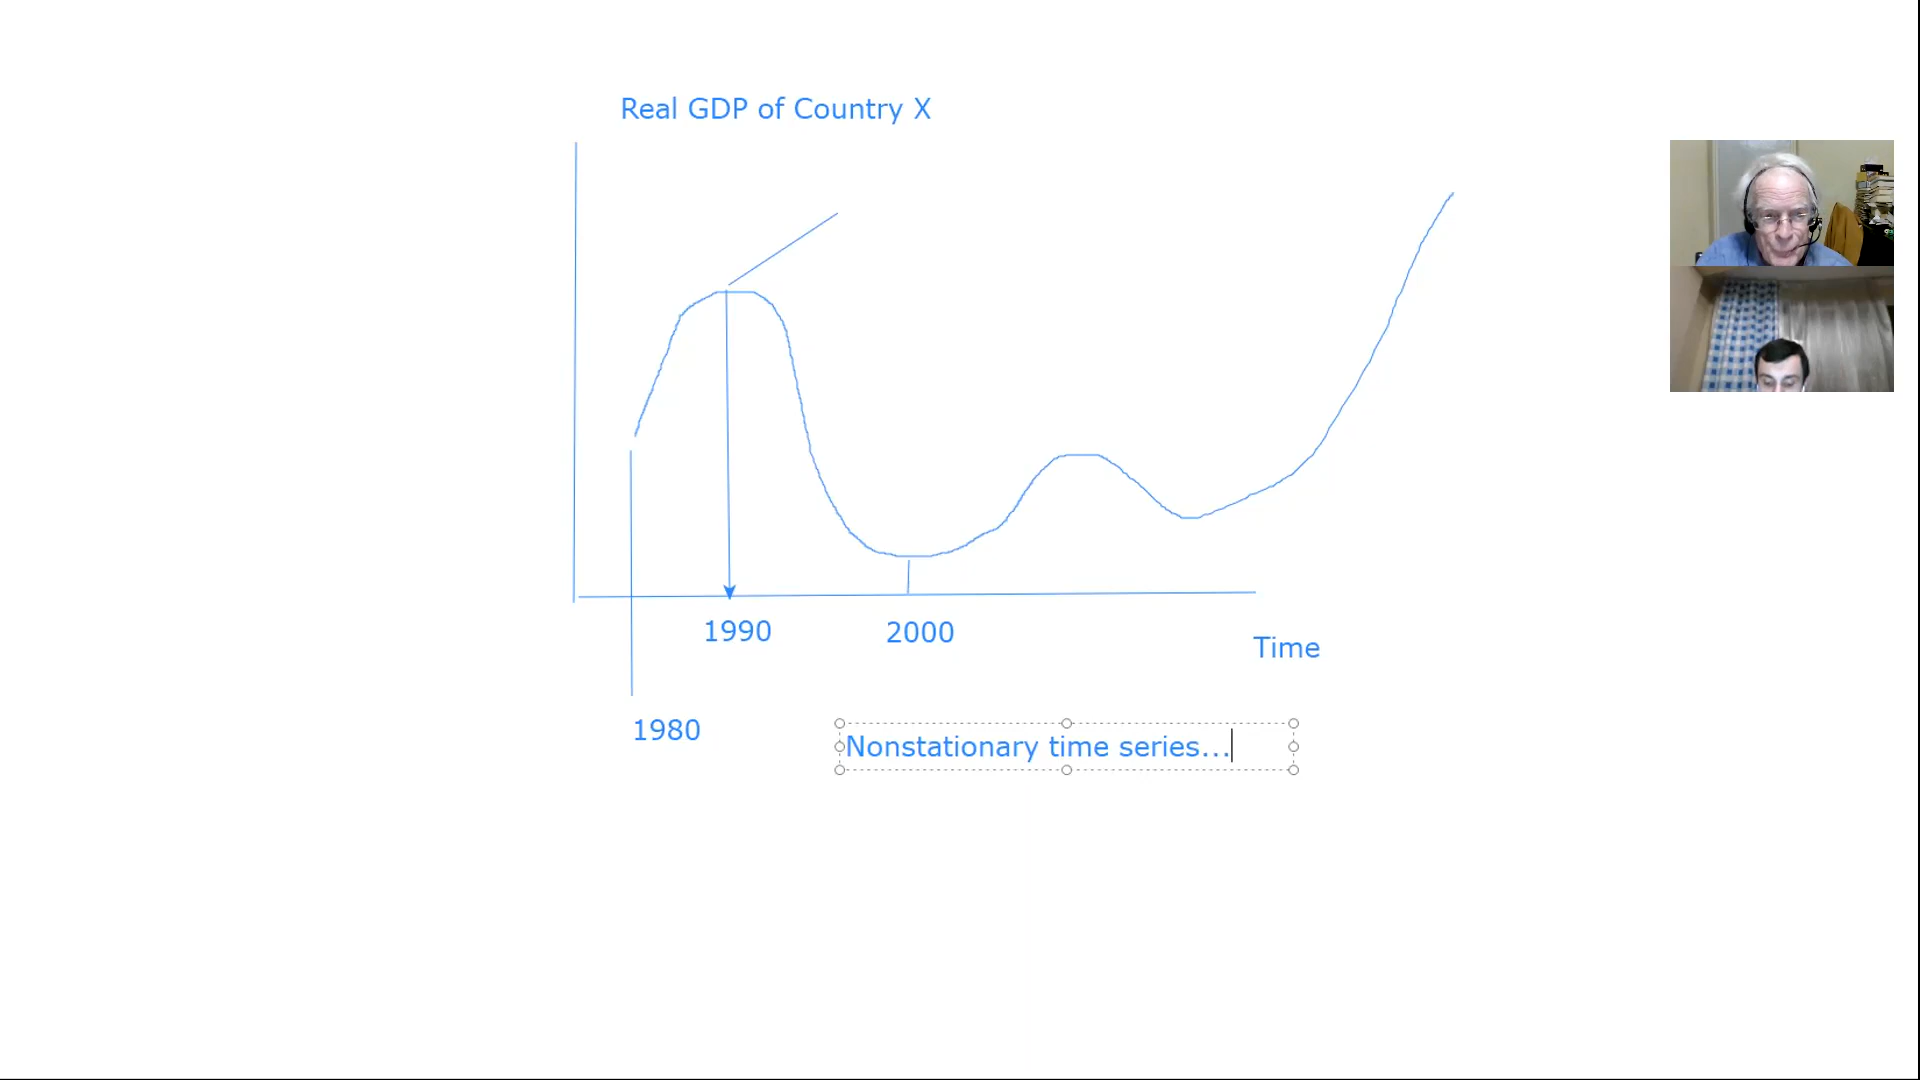 Real GDP of Country X
1990
2000
Time
1980
Nonstationary time series...